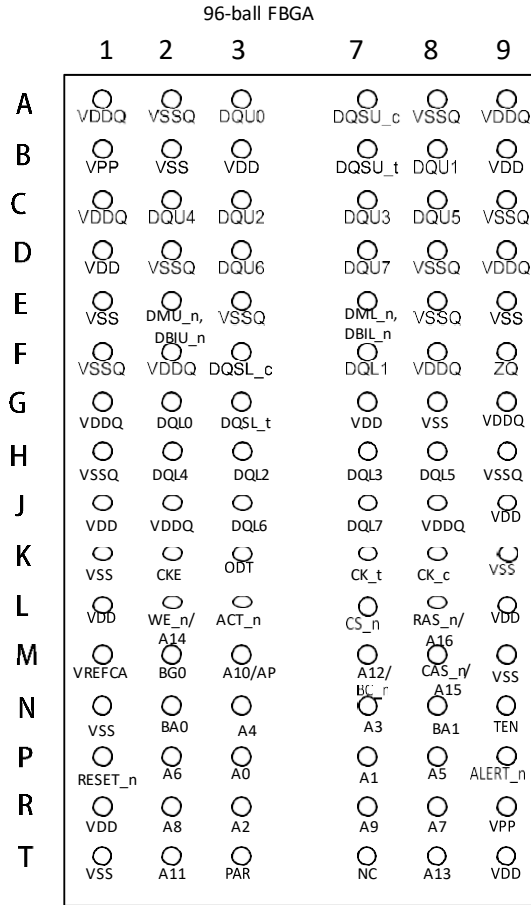 96-ball FBGA
1 2 3 7 8 9
A
VDDQ VSSQ DQU0 DQSU_c VSSQ VDDQ
B
VPP VSS VDD DQSU_t DQU1 VDD
C
VDDQ DQU4 DQU2 DQU3 DQU5 VSSQ
D
VDD VSSQ DQU6 DQU7 VSSQ VDDQ
E
VSS DMU_n, VSSQ DML_n, VSSQ VSS
DBIU_n DBIL_n
F
VSSQ VDDQ DQSL_c DQL1 VDDQ ZQ
G
VDDQ DQL0 DQSL_t VDD VSS VDDQ
H
VSSQ DQL4 DQL2 DQL3 DQL5 VSSQ
J
VDD VDDQ DQL6 DQL7 VDDQ VDD
K
VSS CKE ODT CK_t CK_c VSS
L
VDD WE_n/ ACT_n CS_n RAS_n/ VDD
A14 A16
M
VREFCA BG0 A10/AP A12/ CAS_n/ VSS
BC_n A15
N
VSS BA0 A4 A3 BA1 TEN
P
RESET_n A6 A0 A1 A5 ALERT_n
R
VDD A8 A2 A9 A7 VPP
T
VSS A11 PAR NC A13 VDD